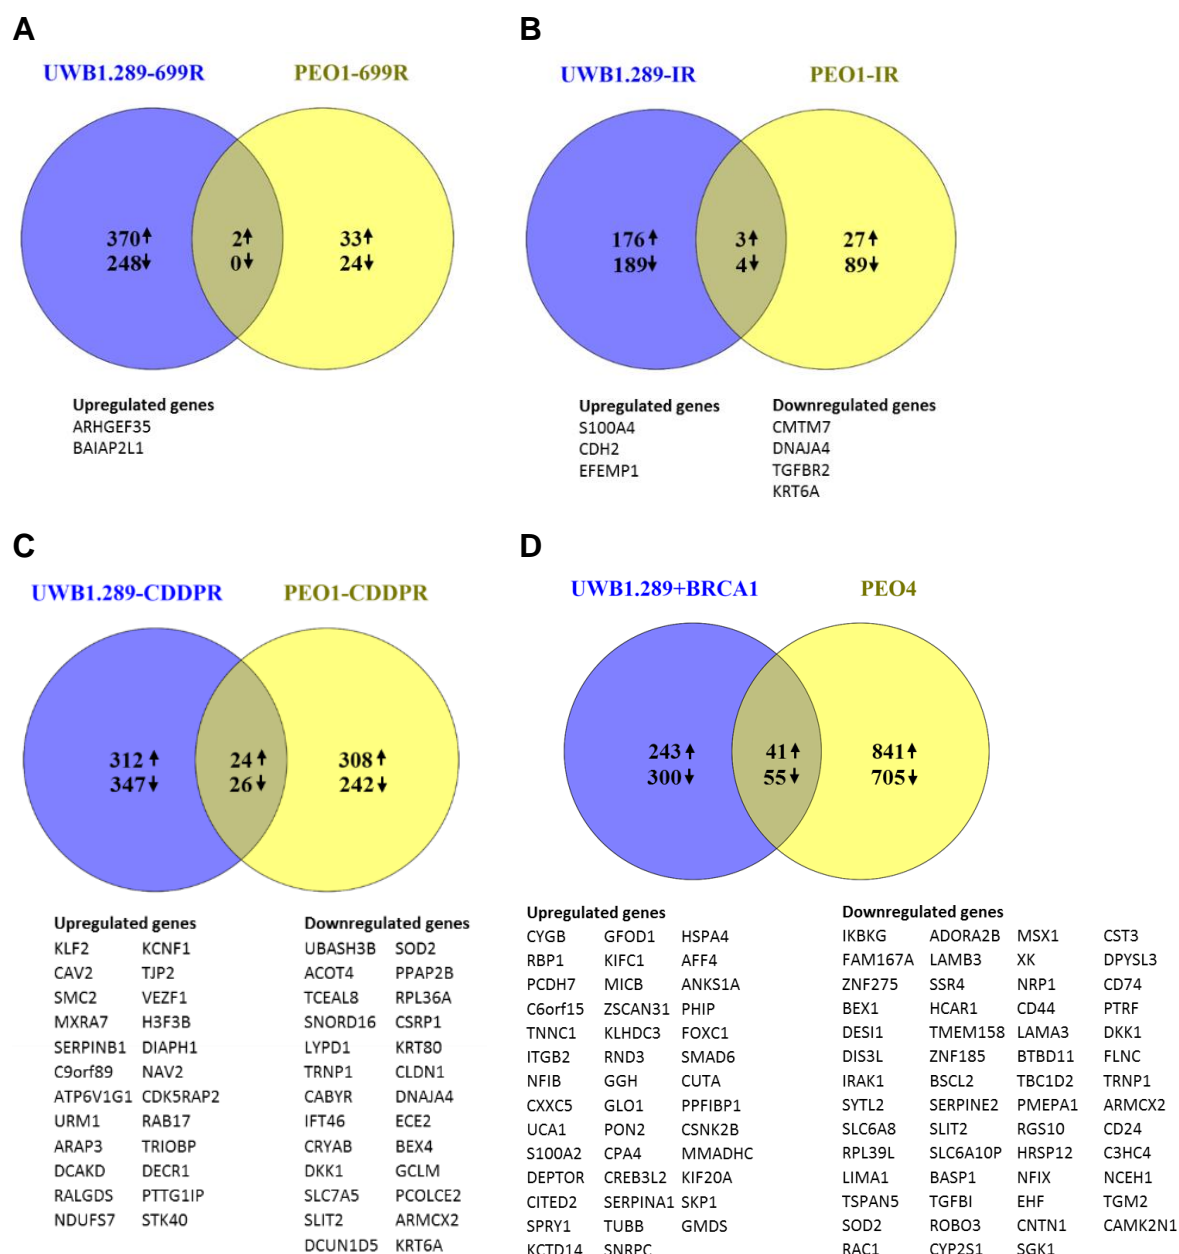 A
UWB1.289-699R PEO1-699R
370↑ 2↑ 33↑
248↓ 0↓ 24↓
Upregulated genes
ARHGEF35
BAIAP2L1
B
UWB1.289-IR PEO1-IR
176↑ 3↑ 27↑
189↓ 4↓ 89↓
Upregulated genes Downregulated genes
S100A4 CMTM7
CDH2 DNAJA4
EFEMP1 TGFBR2
KRT6A
C
UWB1.289-CDDPR PEO1-CDDPR
312↑ 24↑ 308↑
347↓ 26↓ 242↓
Upregulated genes Downregulated genes
KLF2 KCNF1 UBASH3B SOD2
CAV2 TJP2 ACOT4 PPAP2B
SMC2 VEZF1 TCEAL8 RPL36A
MXRA7 H3F3B SNORD16 CSRP1
SERPINB1 DIAPH1 LYPD1 KRT80
C9orf89 NAV2 TRNP1 CLDN1
ATP6V1G1 CDK5RAP2 CABYR DNAJA4
URM1 RAB17 IFT46 ECE2
ARAP3 TRIOBP CRYAB BEX4
DCAKD DECR1 DKK1 GCLM
RALGDS PTTG1IP SLC7A5 PCOLCE2
NDUFS7 STK40 SLIT2 ARMCX2
DCUN1D5 KRT6A
D
UWB1.289+BRCA1 PEO4
243↑ 41↑ 841↑
300↓ 55↓ 705↓
Upregulated genes Downregulated genes
CYGB GFOD1 HSPA4 IKBKG ADORA2B MSX1 CST3
RBP1 KIFC1 AFF4 FAM167A LAMB3 XK DPYSL3
PCDH7 MICB ANKS1A ZNF275 SSR4 NRP1 CD74
C6orf15 ZSCAN31 PHIP BEX1 HCAR1 CD44 PTRF
TNNC1 KLHDC3 FOXC1 DESI1 TMEM158 LAMA3 DKK1
ITGB2 RND3 SMAD6 DIS3L ZNF185 BTBD11 FLNC
NFIB GGH CUTA IRAK1 BSCL2 TBC1D2 TRNP1
CXXC5 GLO1 PPFIBP1 SYTL2 SERPINE2 PMEPA1 ARMCX2
UCA1 PON2 CSNK2B SLC6A8 SLIT2 RGS10 CD24
S100A2 CPA4 MMADHC RPL39L SLC6A10P HRSP12 C3HC4
DEPTOR CREB3L2 KIF20A LIMA1 BASP1 NFIX NCEH1
CITED2 SERPINA1 SKP1 TSPAN5 TGFBI EHF TGM2
SPRY1 TUBB GMDS SOD2 ROBO3 CNTN1 CAMK2N1
KCTD14 SNRPC RAC1 CYP2S1 SGK1